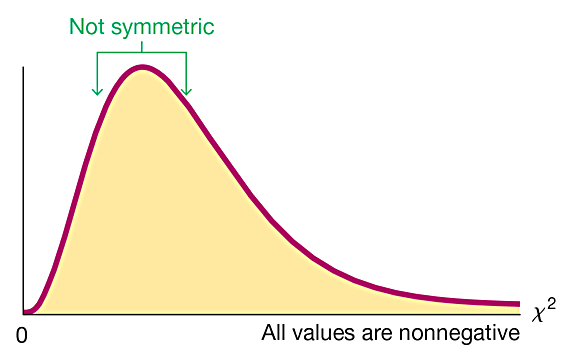 Not symmetric
χ²
0
All values are nonnegative